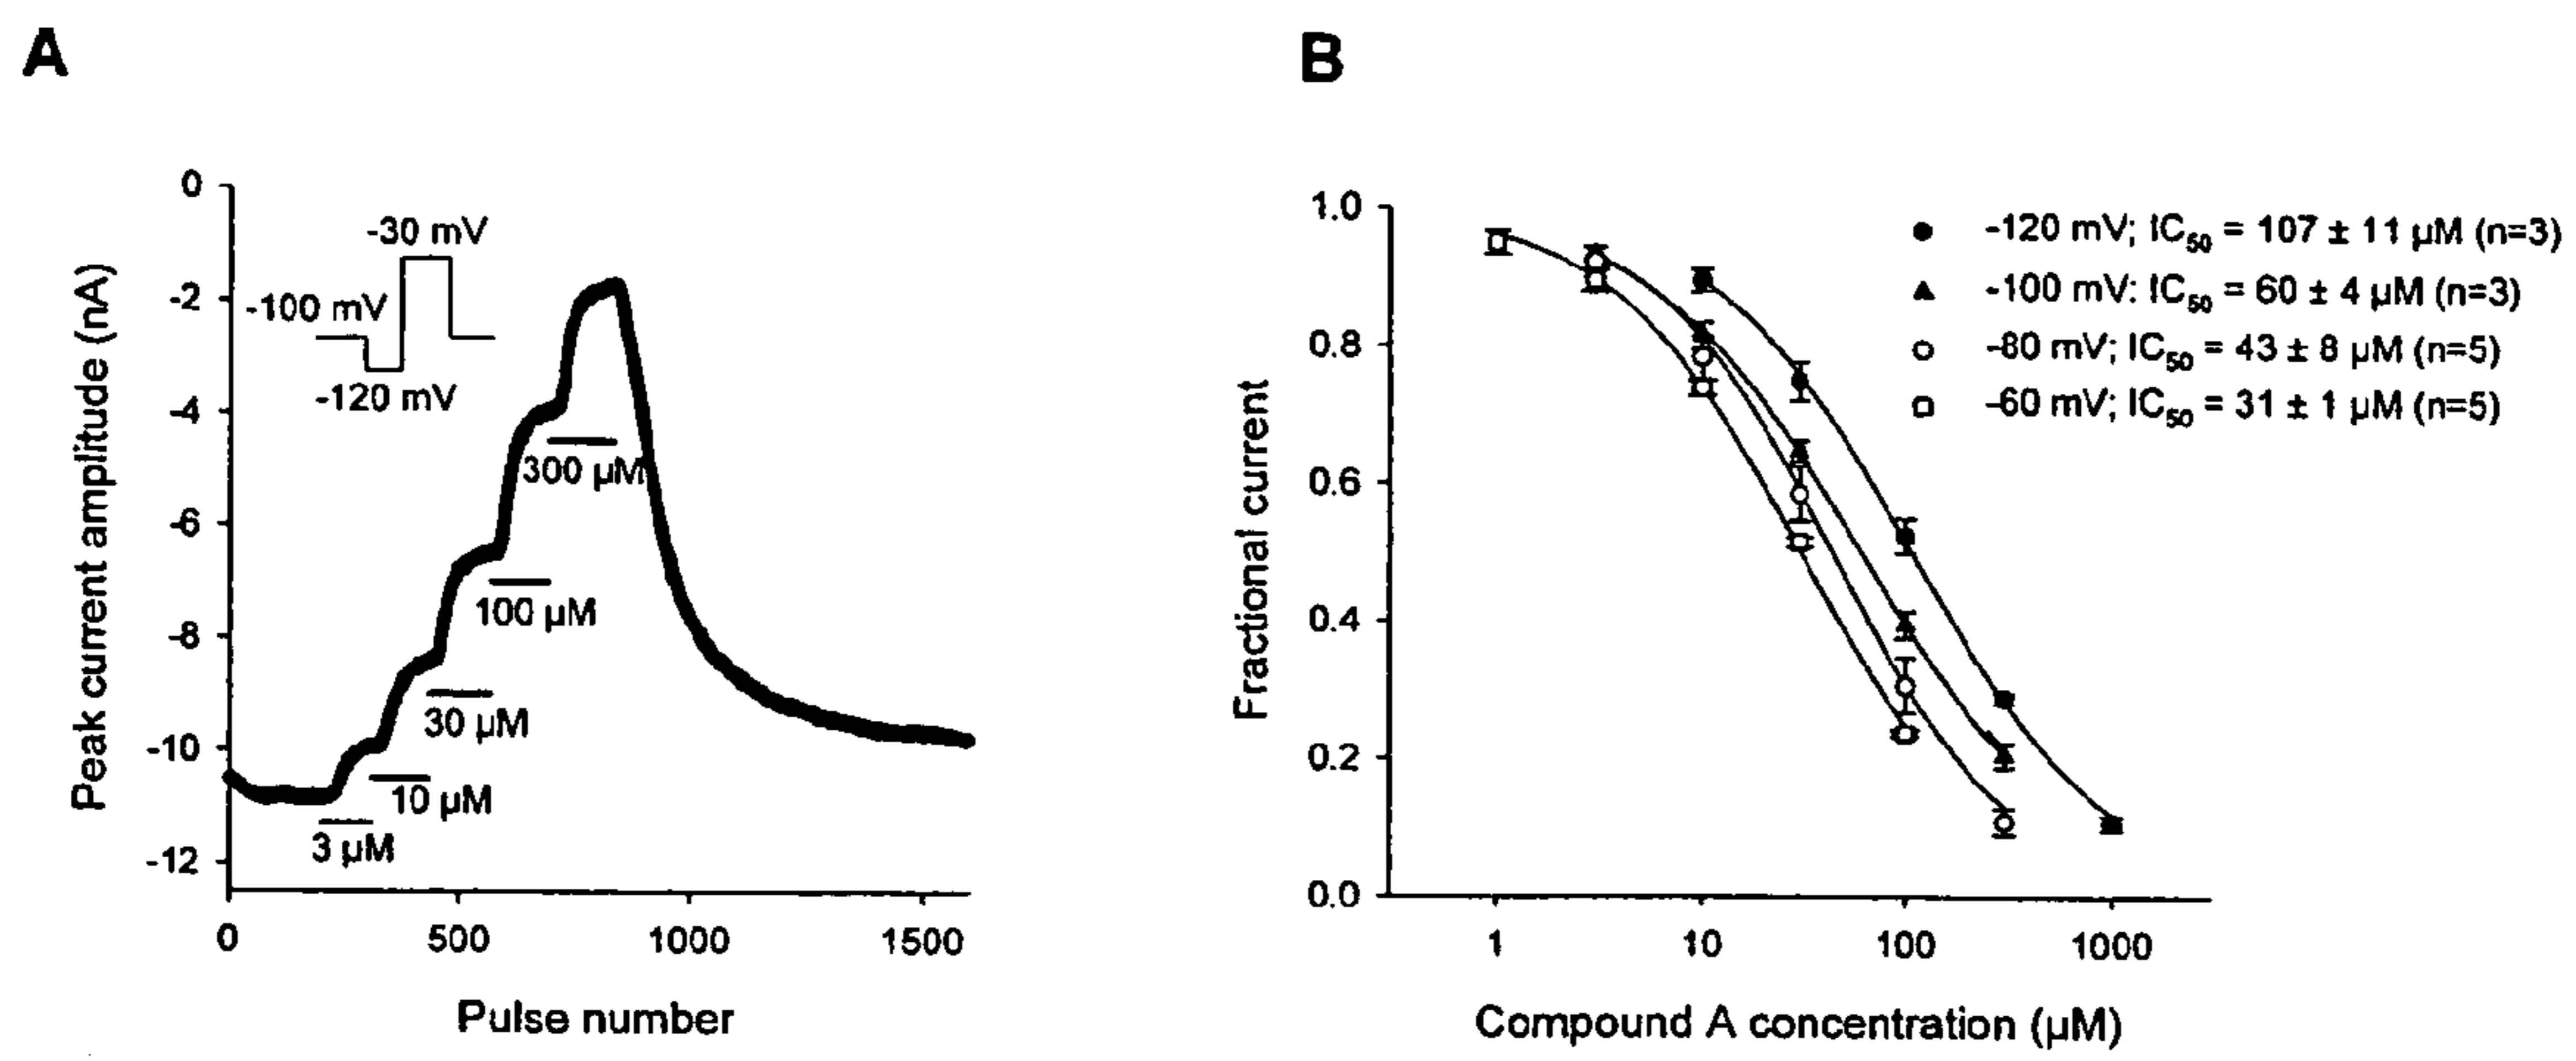 A
B
0
-2
-4
-6
-8
-10
-12
Peak current amplitude (nA)
-30 mV
-100 mV
-120 mV
300 µM
100 µM
30 µM
10 µM
3 µM
0
500
1000
1500
Pulse number
1.0
0.8
0.6
0.4
0.2
0.0
Fractional current
-120 mV; IC50 = 107 ± 11 µM (n=3)
-100 mV: IC50 = 60 ± 4 µM (n=3)
-80 mV; IC50 = 43 ± 8 µM (n=5)
-60 mV; IC50 = 31 ± 1 µM (n=5)
1
10
100
1000
Compound A concentration (µM)